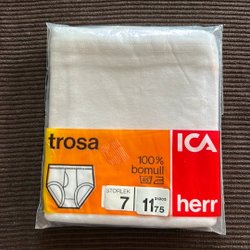 trosa
ICA
100%
bomull
STORLEK
7
11 75
herr